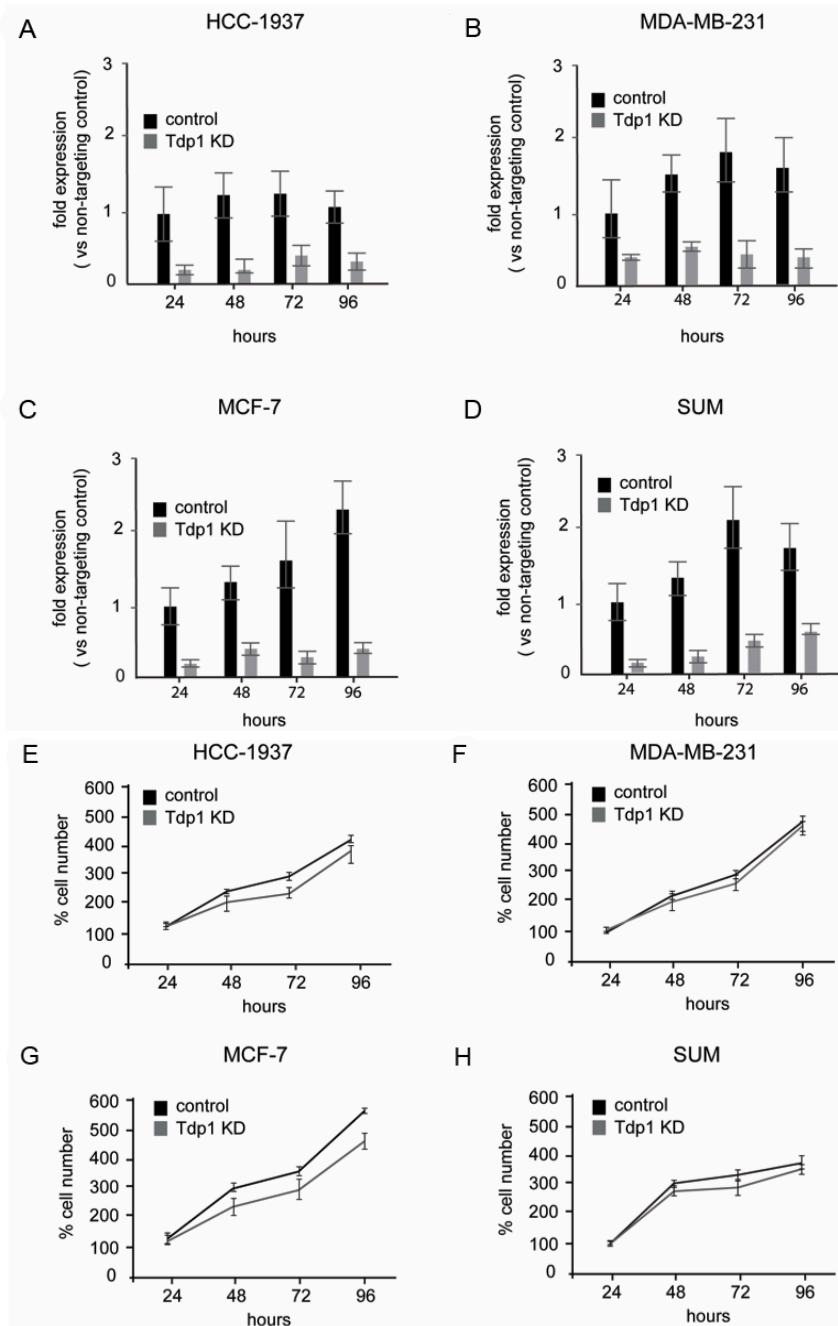 A
HCC-1937
fold expression
( vs non-targeting control)
3
2
1
0
control
Tdp1 KD
24 48 72 96
hours
B
MDA-MB-231
fold expression
( vs non-targeting control)
3
2
1
0
control
Tdp1 KD
24 48 72 96
hours
C
MCF-7
fold expression
( vs non-targeting control)
3
2
1
0
control
Tdp1 KD
24 48 72 96
hours
D
SUM
fold expression
( vs non-targeting control)
3
2
1
0
control
Tdp1 KD
24 48 72 96
hours
E
HCC-1937
% cell number
600
500
400
300
200
100
0
control
Tdp1 KD
24 48 72 96
hours
F
MDA-MB-231
% cell number
600
500
400
300
200
100
0
control
Tdp1 KD
24 48 72 96
hours
G
MCF-7
% cell number
600
500
400
300
200
100
0
control
Tdp1 KD
24 48 72 96
hours
H
SUM
% cell number
600
500
400
300
200
100
0
control
Tdp1 KD
24 48 72 96
hours